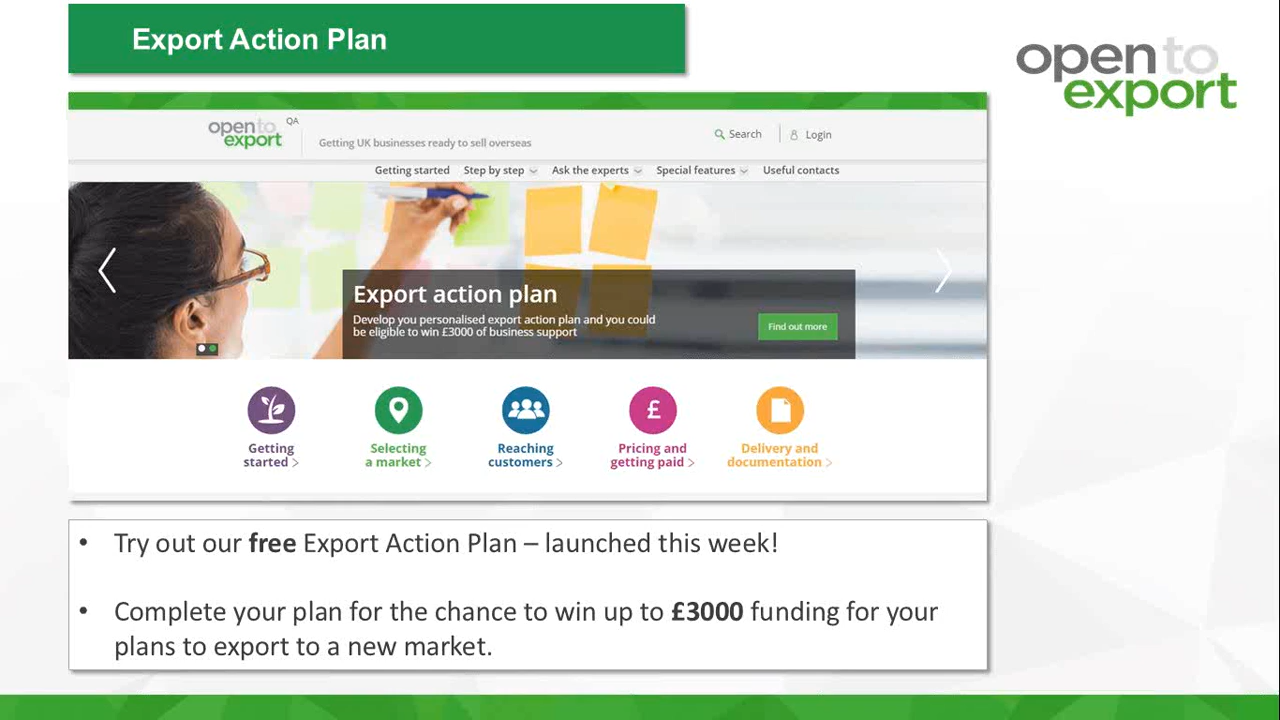 Export Action Plan
open to
export
open to
export
QA
Getting UK businesses ready to sell overseas
Search
Login
Getting started
Step by step
Ask the experts
Special features
Useful contacts
Export action plan
Develop you personalised export action plan and you could
be eligible to win £3000 of business support
Find out more
£
Getting
started >
Selecting
a market >
Reaching
customers >
Pricing and
getting paid >
Delivery and
documentation >
• Try out our free Export Action Plan – launched this week!
• Complete your plan for the chance to win up to £3000 funding for your
plans to export to a new market.